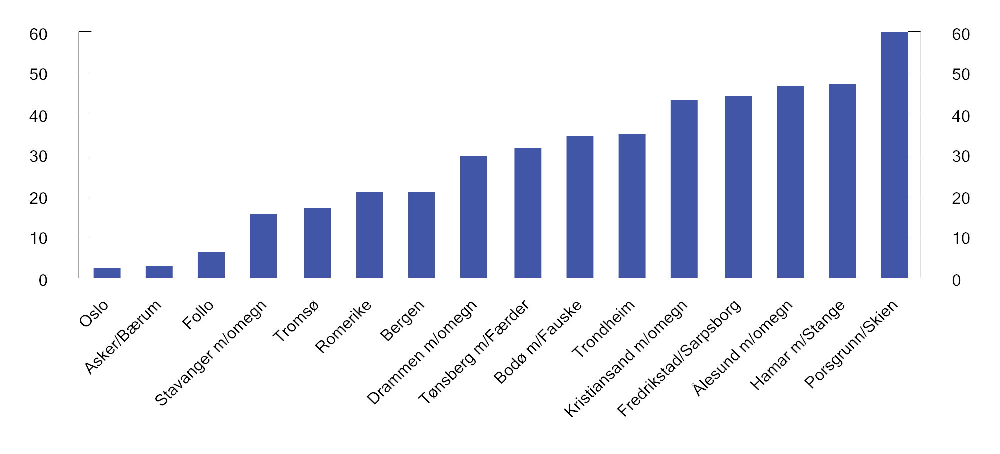 60 60
50 50
40 40
30 30
20 20
10 10
0 0
Oslo
Asker/Bærum
Follo
Stavanger m/omegn
Tromsø
Romerike
Bergen
Drammen m/omegn
Tønsberg m/Færder
Bodø m/Fauske
Trondheim
Kristiansand m/omegn
Fredrikstad/Sarpsborg
Ålesund m/omegn
Hamar m/Stange
Porsgrunn/Skien